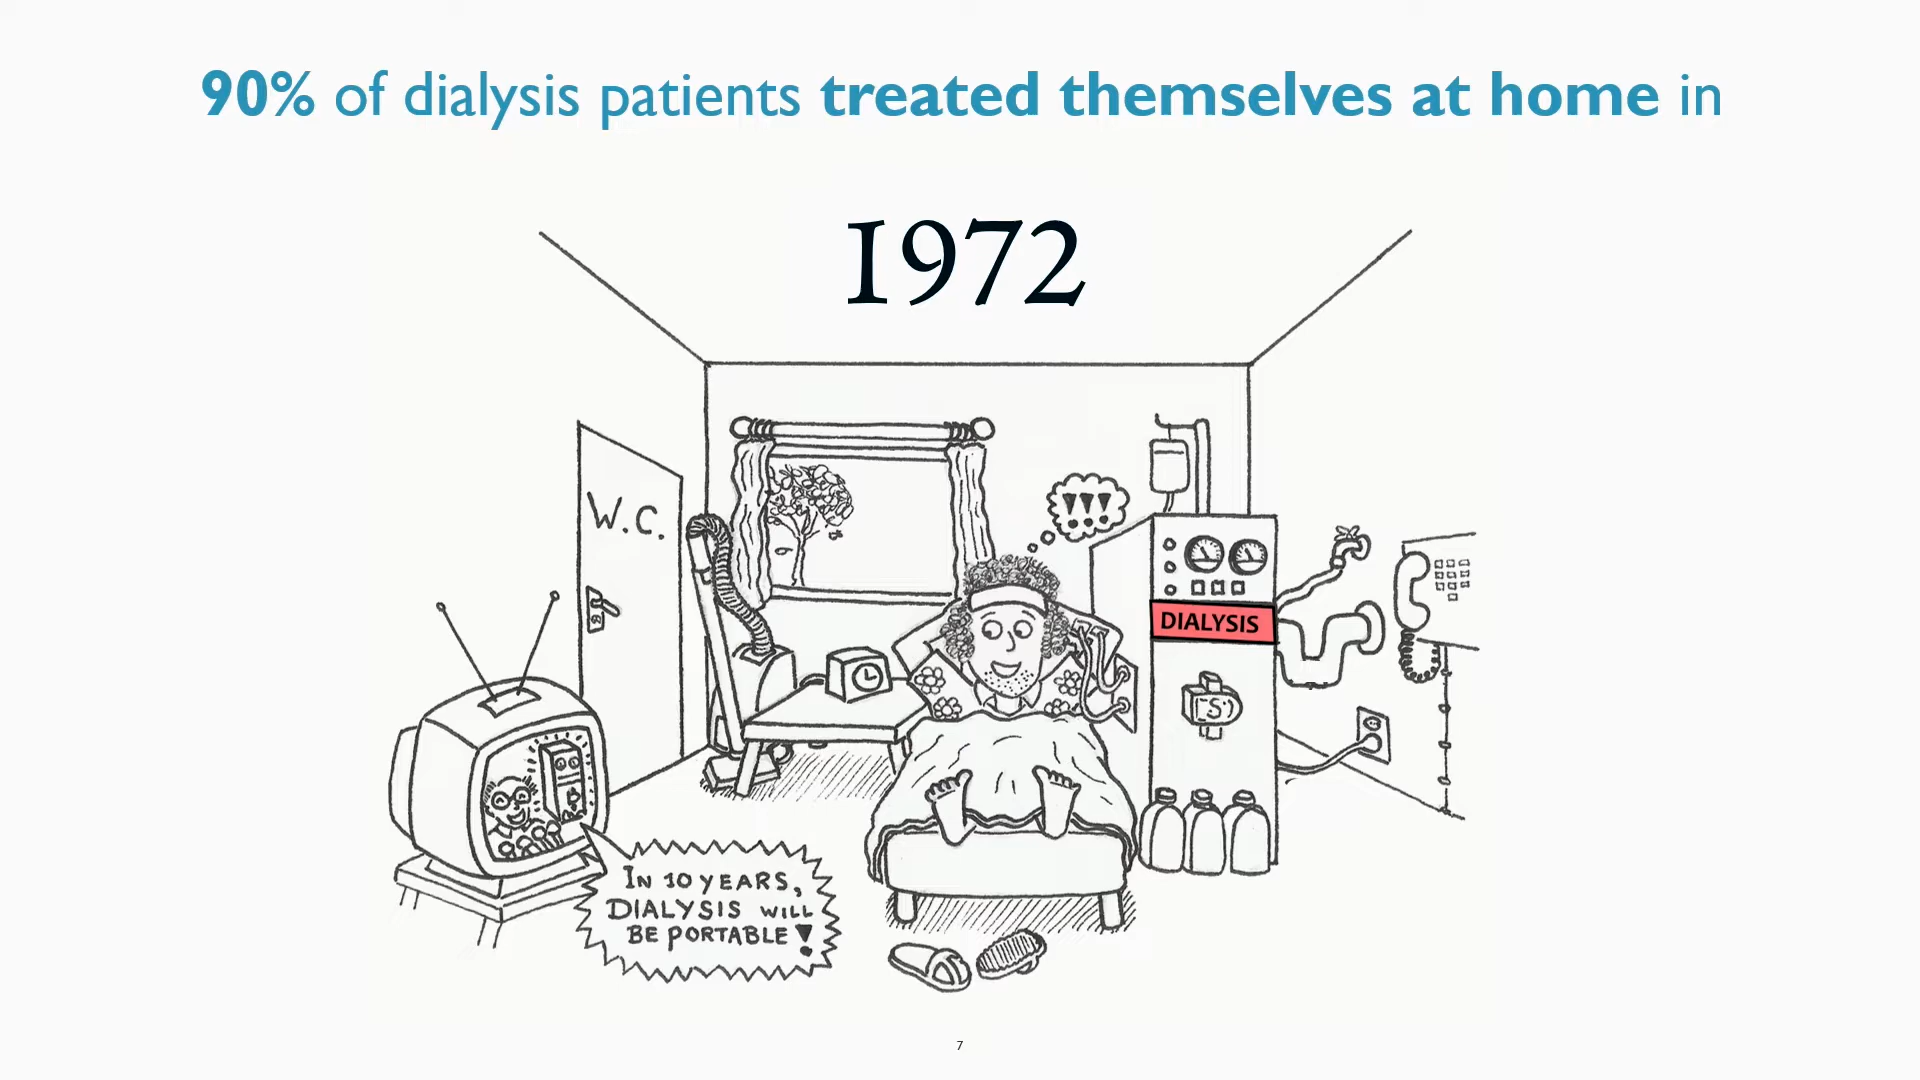 90% of dialysis patients treated themselves at home in
1972
W.C.
!!!
DIALYSIS
IN 10 YEARS,
DIALYSIS WILL
BE PORTABLE!
7